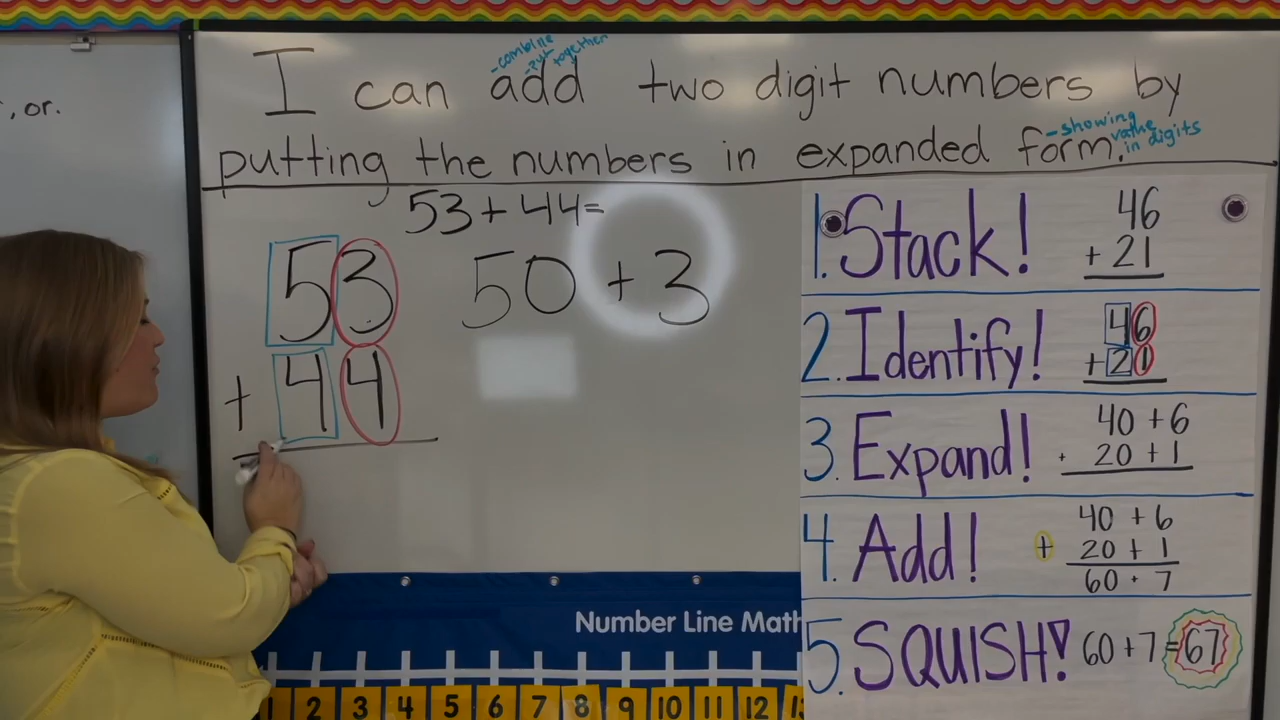 , or.
I can add two digit numbers by
-combine
-put together
putting the numbers in expanded form.
-showing
value
in digits
53+44=
53
+ 44
50 + 3
1. Stack!
46
+ 21
2. Identify!
46
+ 21
3. Expand!
40 + 6
+ 20 + 1
4. Add!
40 + 6
+ 20 + 1
60 + 7
5. SQUISH!
60 + 7 = 67
Number Line Math
1 2 3 4 5 6 7 8 9 10 11 12